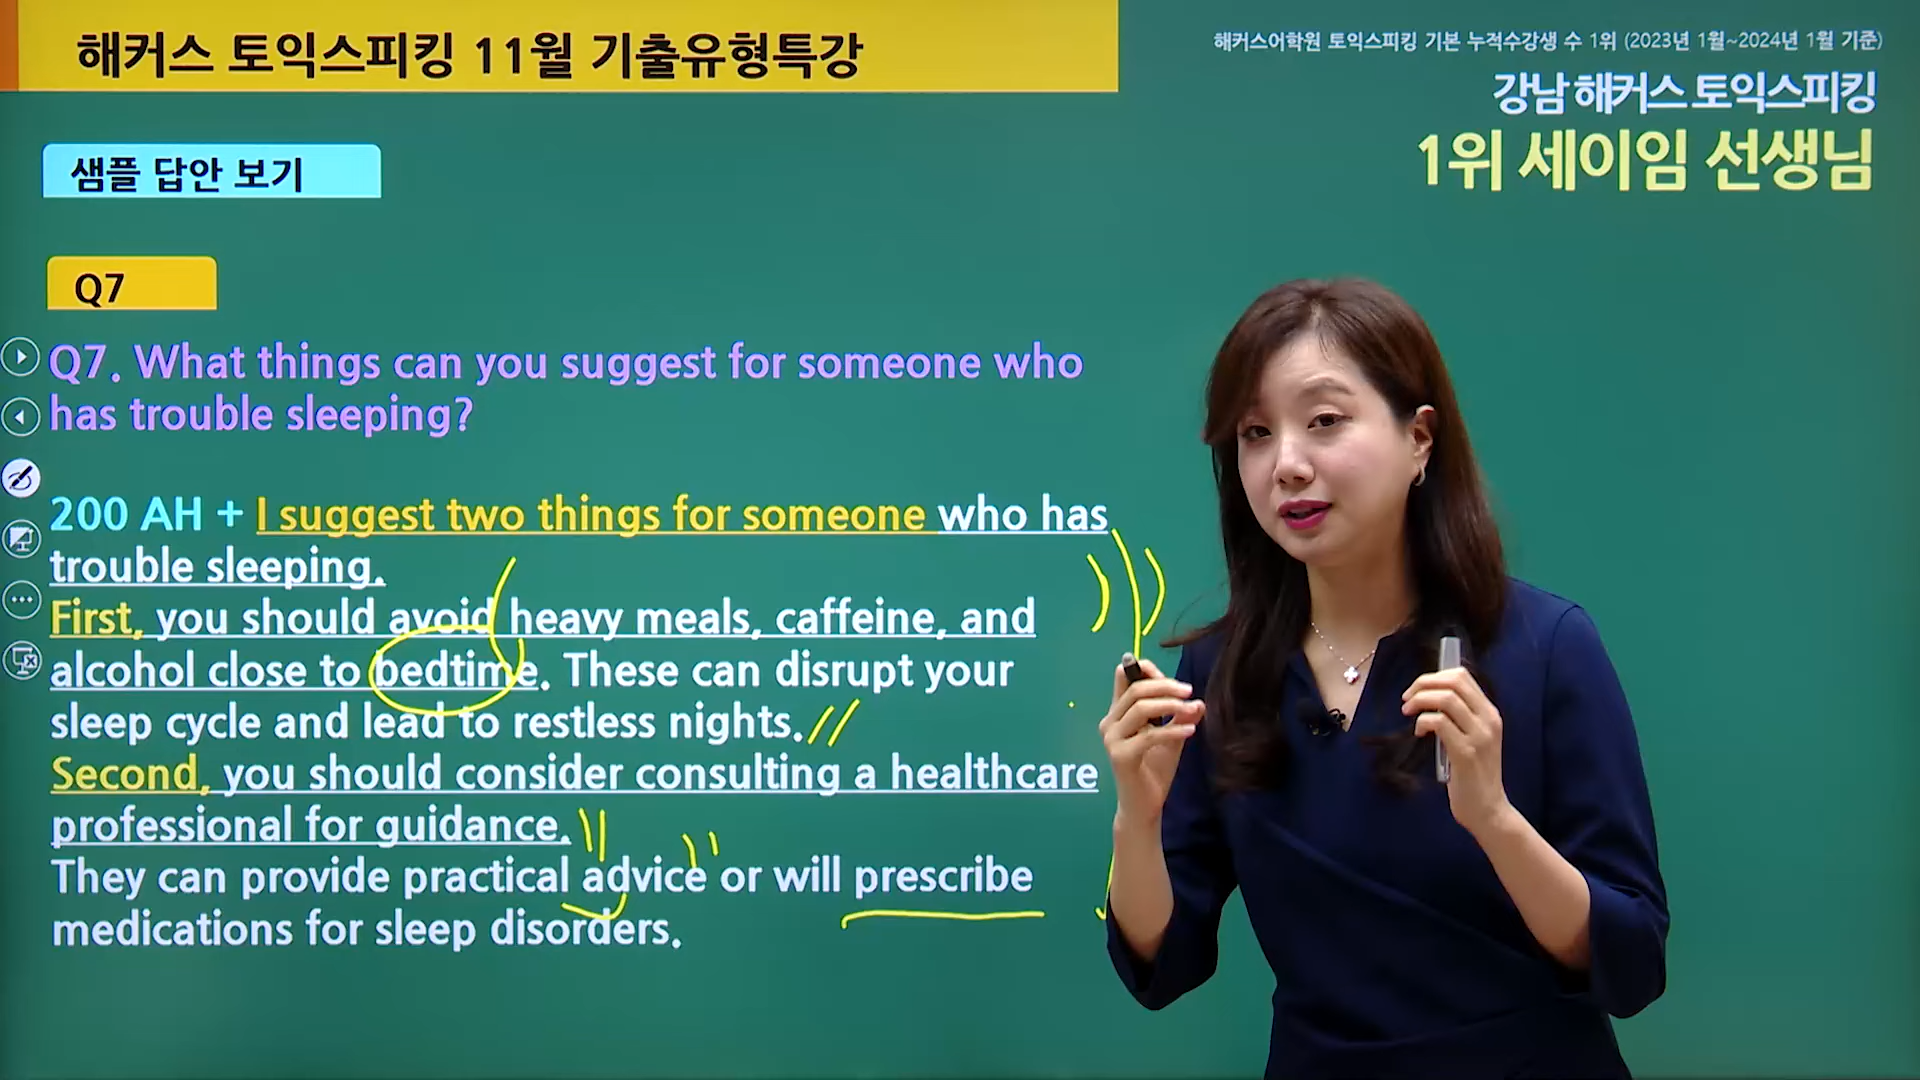 해커스 토익스피킹 11월 기출유형특강
해커스어학원 토익스피킹 기본 누적수강생 수 1위 (2023년 1월~2024년 1월 기준)
강남 해커스 토익스피킹
1위 세이임 선생님
샘플 답안 보기
Q7
Q7. What things can you suggest for someone who
has trouble sleeping?
200 AH + I suggest two things for someone who has
trouble sleeping.
First, you should avoid heavy meals, caffeine, and
alcohol close to bedtime. These can disrupt your
sleep cycle and lead to restless nights.
Second, you should consider consulting a healthcare
professional for guidance.
They can provide practical advice or will prescribe
medications for sleep disorders.